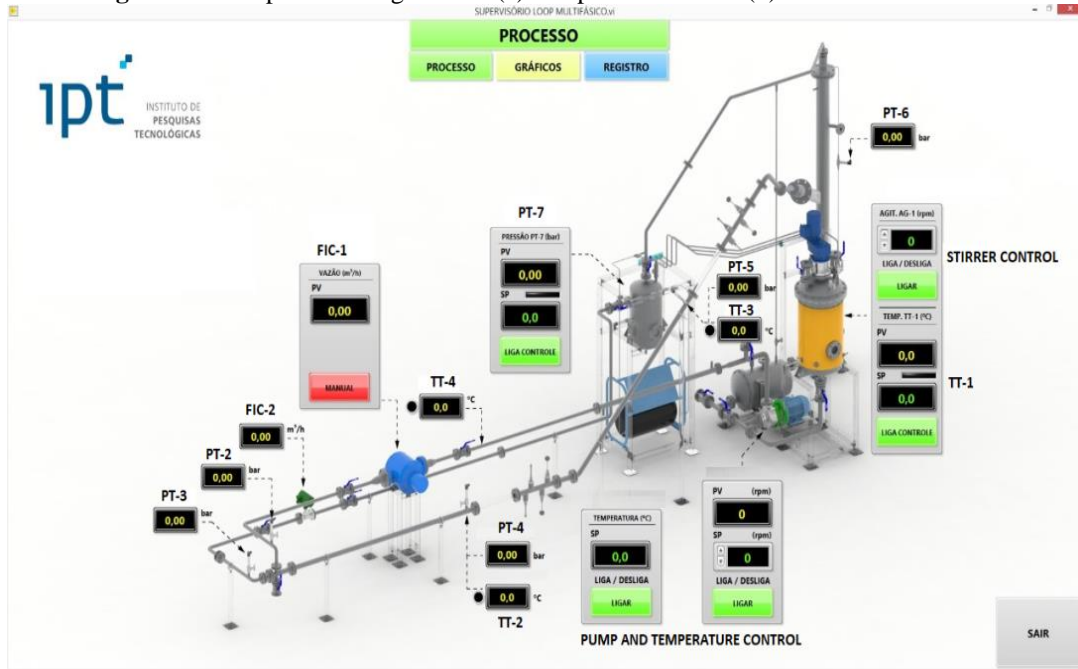 SUPERVISÓRIO LOOP MULTIFÁSICO.vi
PROCESSO
PROCESSO
GRÁFICOS
REGISTRO
ipt
INSTITUTO DE
PESQUISAS
TECNOLÓGICAS
PT-6
0,00 bar
PT-7
PRESSÃO PT-7 (bar)
PV
0,00
SP
0,0
LIGA CONTROLE
FIC-1
VAZÃO (m³/h)
PV
0,00
MANUAL
AGIT. AG-1 (rpm)
0
LIGA / DESLIGA
LIGAR
STIRRER CONTROL
PT-5
0,00 bar
TT-3
0,0 °C
TEMP. TT-1 (°C)
PV
0,0
SP
0,0
LIGA CONTROLE
TT-1
TT-4
0,0 °C
FIC-2
0,00 m³/h
PT-2
0,00 bar
PT-3
0,00 bar
PT-4
0,00 bar
0,0 °C
TT-2
TEMPERATURA (°C)
SP
0,0
LIGA / DESLIGA
LIGAR
PV (rpm)
0
SP (rpm)
0
LIGA / DESLIGA
LIGAR
PUMP AND TEMPERATURE CONTROL
SAIR